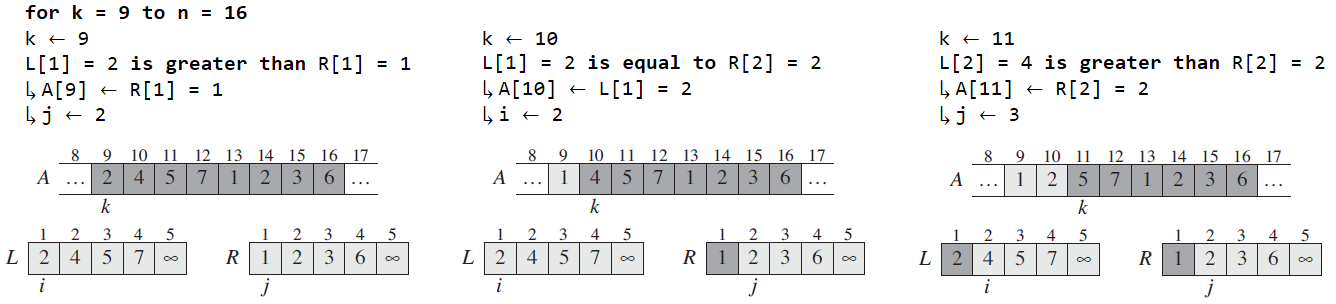 for k = 9 to n = 16
k ← 9
L[1] = 2 is greater than R[1] = 1
↳A[9] ← R[1] = 1
↳j ← 2
8 9 10 11 12 13 14 15 16 17
A … 2 4 5 7 1 2 3 6 …
k
1 2 3 4 5 1 2 3 4 5
L 2 4 5 7 ∞ R 1 2 3 6 ∞
i j
k ← 10
L[1] = 2 is equal to R[2] = 2
↳A[10] ← L[1] = 2
↳i ← 2
8 9 10 11 12 13 14 15 16 17
A … 1 4 5 7 1 2 3 6 …
k
1 2 3 4 5 1 2 3 4 5
L 2 4 5 7 ∞ R 1 2 3 6 ∞
i j
k ← 11
L[2] = 4 is greater than R[2] = 2
↳A[11] ← R[2] = 2
↳j ← 3
8 9 10 11 12 13 14 15 16 17
A … 1 2 5 7 1 2 3 6 …
k
1 2 3 4 5 1 2 3 4 5
L 2 4 5 7 ∞ R 1 2 3 6 ∞
i j